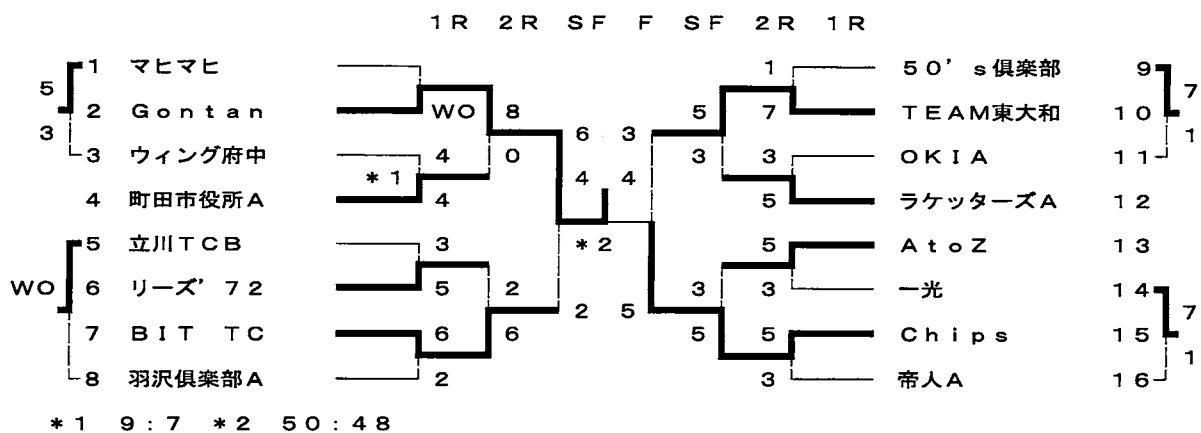 1R 2R SF F SF 2R 1R
5 1 マヒマヒ 1 50's倶楽部 9 7
3 2 Gontan WO 8 5 7 TEAM東大和 10 1
6 3
3 ウィング府中 4 0 3 3 OKIA 11
*1 4 4
4 町田市役所A 4 5 ラケッターズA 12
5 立川TCB 3 *2 5 AtoZ 13
WO 6 リーズ'72 5 2 3 3 一光 14 7
2 5
7 BIT TC 6 6 5 5 Chips 15 1
8 羽沢倶楽部A 2 3 帝人A 16
*1 9:7 *2 50:48